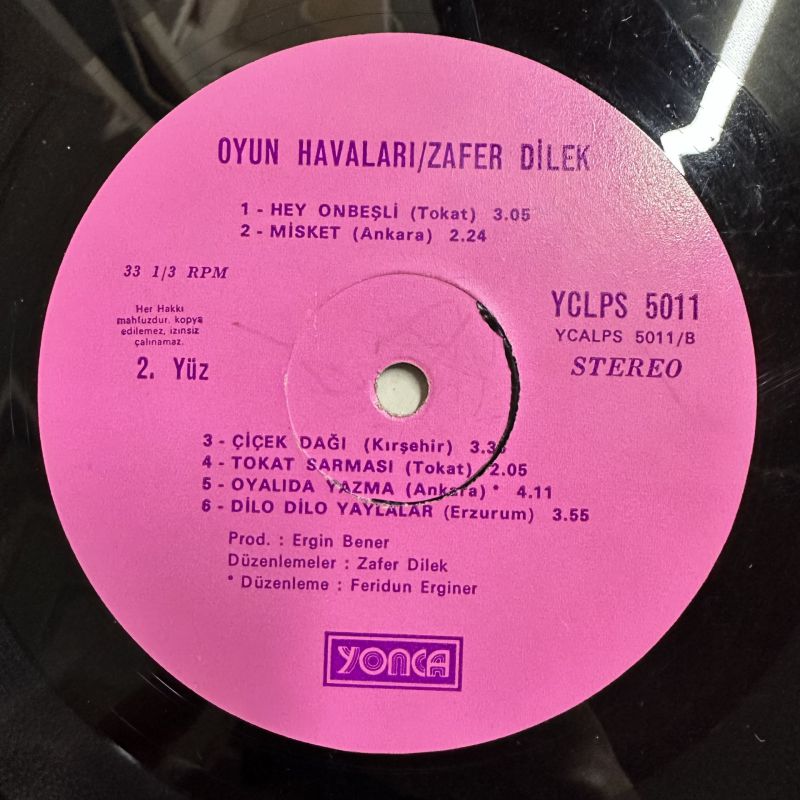 OYUN HAVALARI/ZAFER DİLEK
1 - HEY ONBEŞLİ (Tokat) 3.05
2 - MİSKET (Ankara) 2.24
33 1/3 RPM
Her Hakkı
mahfuzdur. kopya
edilemez, izinsiz
çalınamaz.
2. Yüz
YCLPS 5011
YCALPS 5011/B
STEREO
3 - ÇİÇEK DAĞI (Kırşehir)
4 - TOKAT SARMASI (Tokat) 2.05
5 - OYALIDA YAZMA (Ankara) * 4.11
6 - DİLO DİLO YAYLALAR (Erzurum) 3.55
Prod. : Ergin Bener
Düzenlemeler : Zafer Dilek
* Düzenleme : Feridun Erginer
YONCA